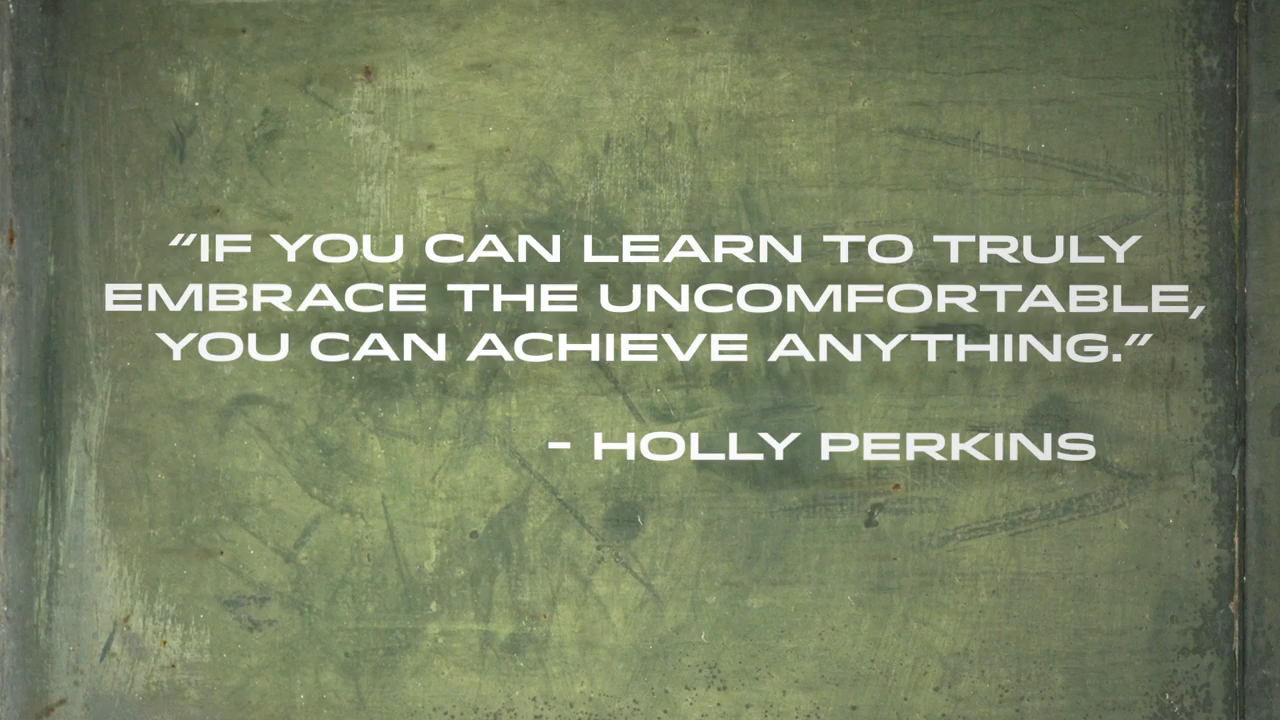 “IF YOU CAN LEARN TO TRULY
EMBRACE THE UNCOMFORTABLE,
YOU CAN ACHIEVE ANYTHING.”
- HOLLY PERKINS